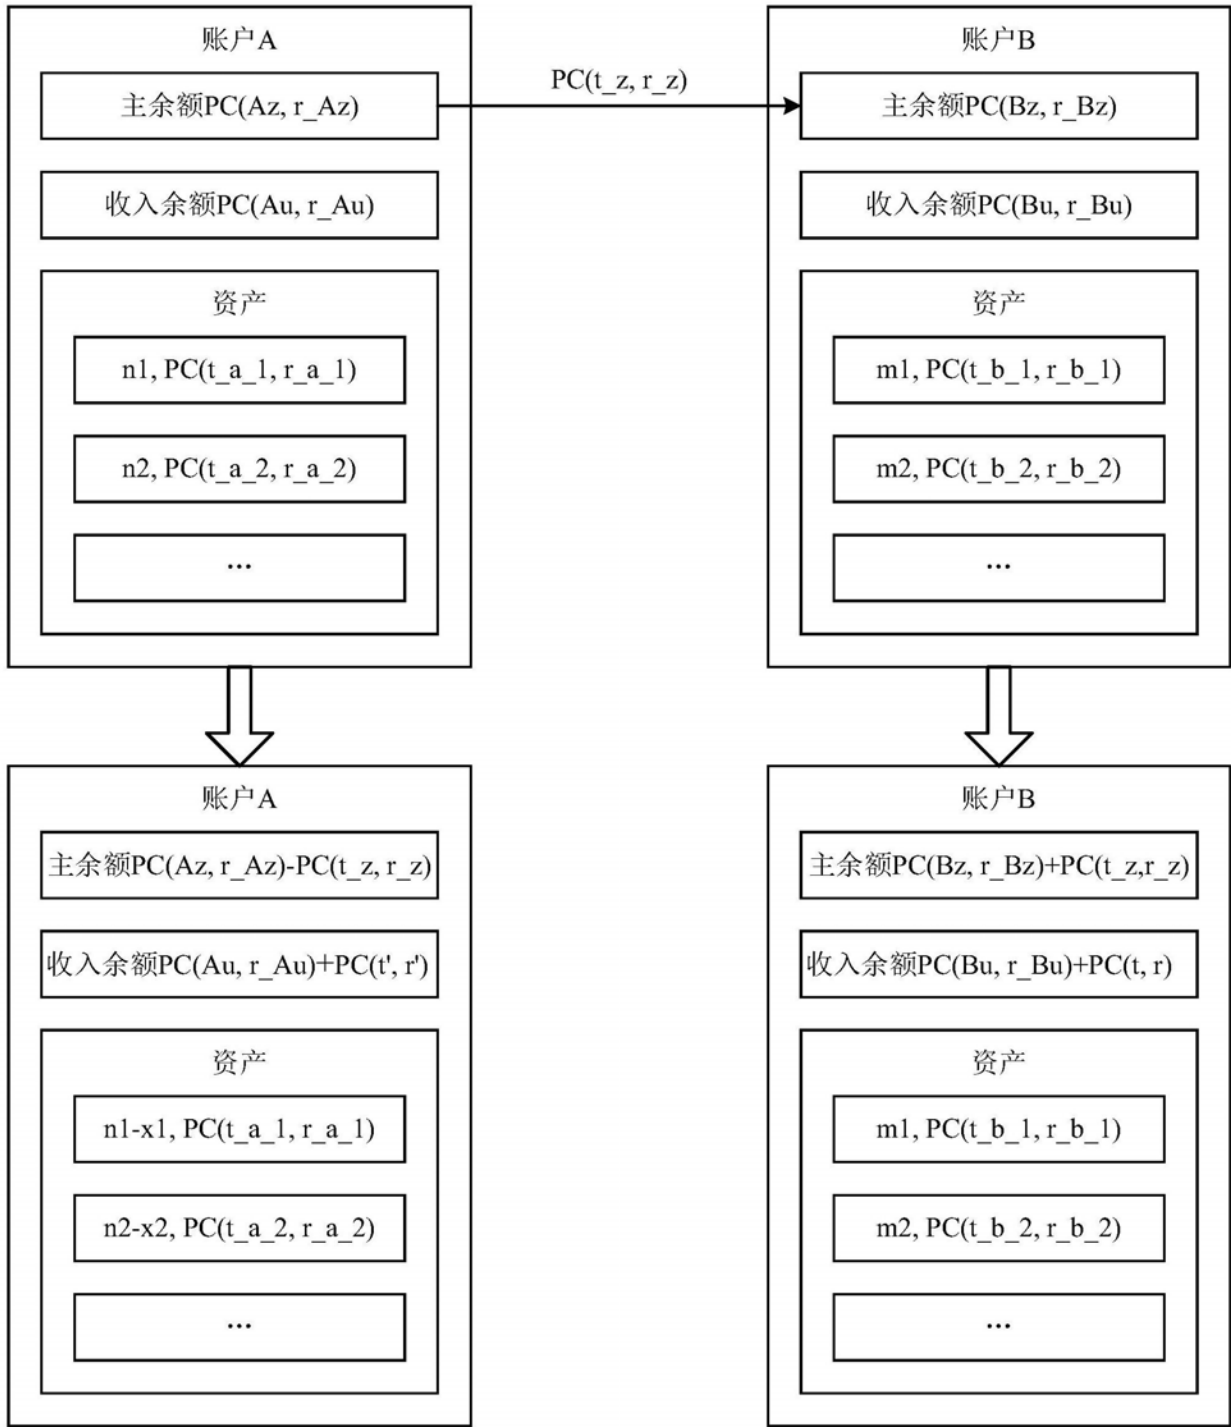 账户A
主余额PC(Az, r_Az)
收入余额PC(Au, r_Au)
资产
n1, PC(t_a_1, r_a_1)
n2, PC(t_a_2, r_a_2)
...
PC(t_z, r_z)
账户B
主余额PC(Bz, r_Bz)
收入余额PC(Bu, r_Bu)
资产
m1, PC(t_b_1, r_b_1)
m2, PC(t_b_2, r_b_2)
...
账户A
主余额PC(Az, r_Az)-PC(t_z, r_z)
收入余额PC(Au, r_Au)+PC(t', r')
资产
n1-x1, PC(t_a_1, r_a_1)
n2-x2, PC(t_a_2, r_a_2)
...
账户B
主余额PC(Bz, r_Bz)+PC(t_z,r_z)
收入余额PC(Bu, r_Bu)+PC(t, r)
资产
m1, PC(t_b_1, r_b_1)
m2, PC(t_b_2, r_b_2)
...